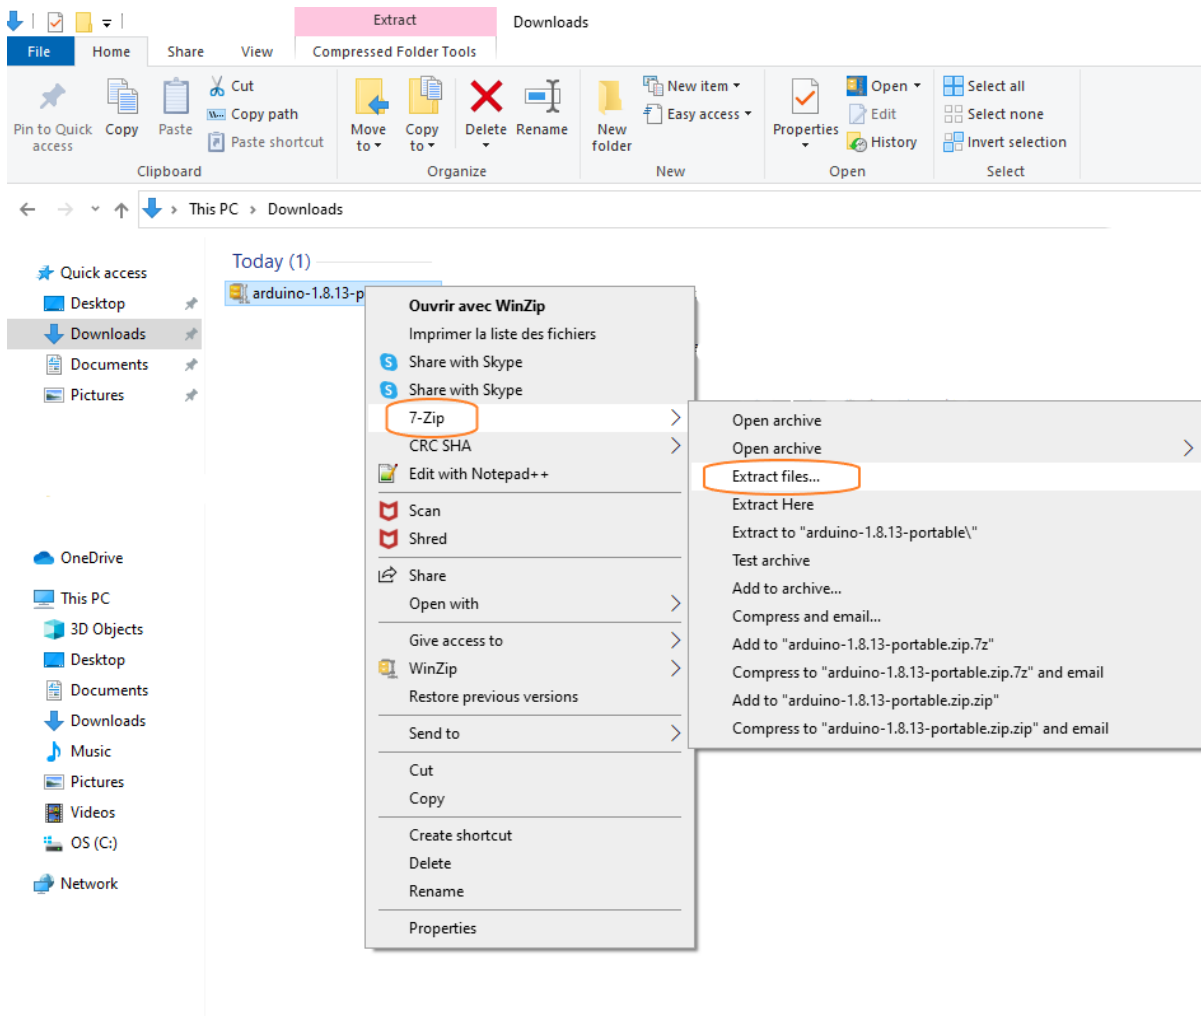 Extract
Downloads
File
Home
Share
View
Compressed Folder Tools
Pin to Quick access
Copy
Paste
Cut
Copy path
Paste shortcut
Move to
Copy to
Delete
Rename
New folder
New item
Easy access
Properties
Open
Edit
History
Select all
Select none
Invert selection
Clipboard
Organize
New
Open
Select
This PC > Downloads
Quick access
Desktop
Downloads
Documents
Pictures
OneDrive
This PC
3D Objects
Desktop
Documents
Downloads
Music
Pictures
Videos
OS (C:)
Network
Today (1)
arduino-1.8.13-p
Ouvrir avec WinZip
Imprimer la liste des fichiers
Share with Skype
Share with Skype
7-Zip
CRC SHA
Edit with Notepad++
Scan
Shred
Share
Open with
Give access to
WinZip
Restore previous versions
Send to
Cut
Copy
Create shortcut
Delete
Rename
Properties
Open archive
Open archive
Extract files...
Extract Here
Extract to "arduino-1.8.13-portable\"
Test archive
Add to archive...
Compress and email...
Add to "arduino-1.8.13-portable.zip.7z"
Compress to "arduino-1.8.13-portable.zip.7z" and email
Add to "arduino-1.8.13-portable.zip.zip"
Compress to "arduino-1.8.13-portable.zip.zip" and email